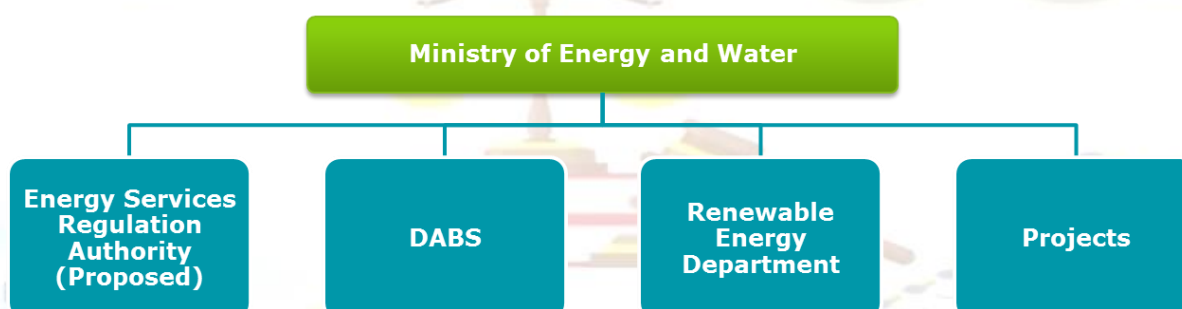 Ministry of Energy and Water
Energy Services
Regulation
Authority
(Proposed)
DABS
Renewable
Energy
Department
Projects